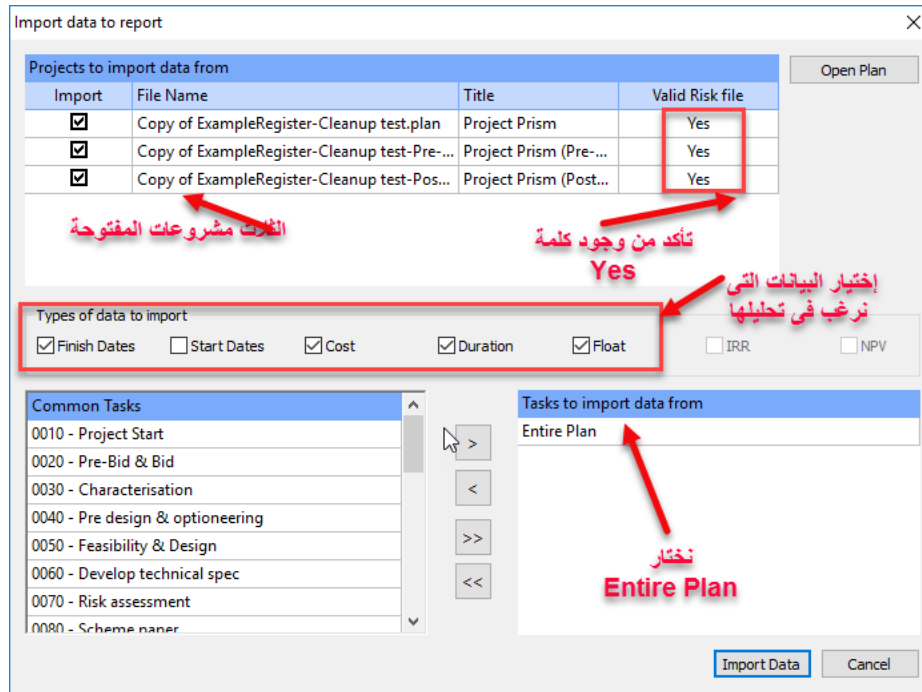 Import data to report
Projects to import data from
Open Plan
Import File Name Title Valid Risk file
Copy of ExampleRegister-Cleanup test.plan Project Prism Yes
Copy of ExampleRegister-Cleanup test-Pre-... Project Prism (Pre-... Yes
Copy of ExampleRegister-Cleanup test-Pos... Project Prism (Post... Yes
الثلاث مشروعات المفتوحة
تأكد من وجود كلمة
Yes
إختيار البيانات التى
نرغب فى تحليلها
Types of data to import
Finish Dates Start Dates Cost Duration Float IRR NPV
Common Tasks
0010 - Project Start
0020 - Pre-Bid & Bid
0030 - Characterisation
0040 - Pre design & optioneering
0050 - Feasibility & Design
0060 - Develop technical spec
0070 - Risk assessment
0080 - Scheme paper
>
<
>>
<<
Tasks to import data from
Entire Plan
نختار
Entire Plan
Import Data Cancel